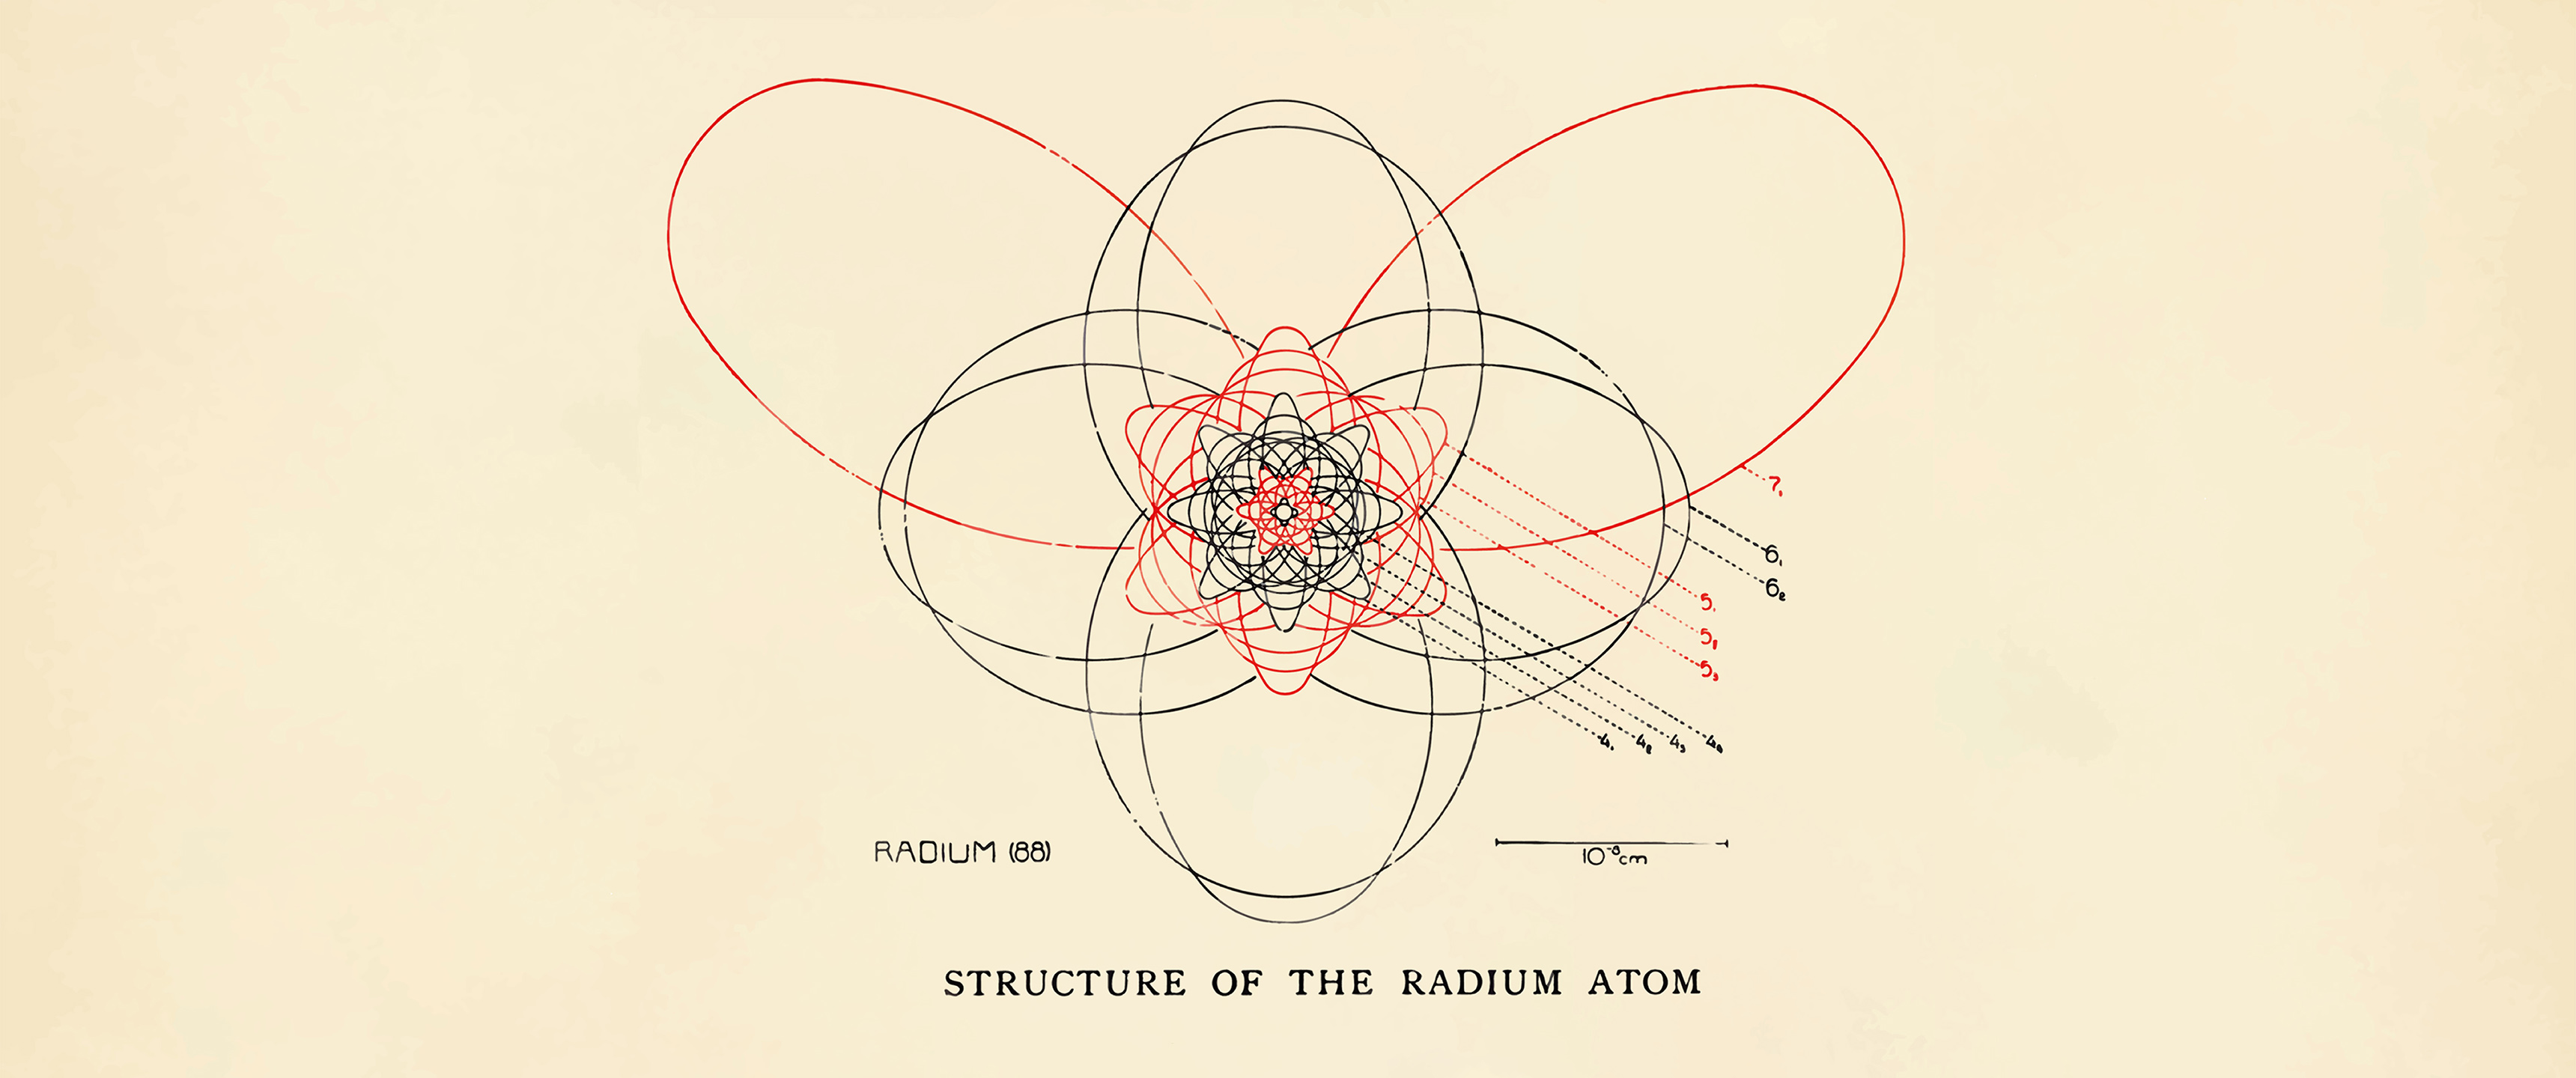 7₁
6₁
6₂
5₁
5₂
5₃
4₁ 4₂ 4₃ 4₄
RADIUM (88)
10⁻⁸cm
STRUCTURE OF THE RADIUM ATOM